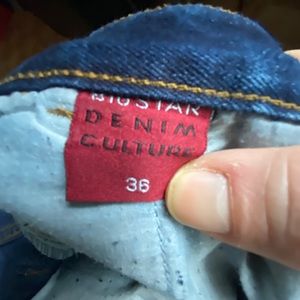 BIG STAR
DENIM
CULTURE
36